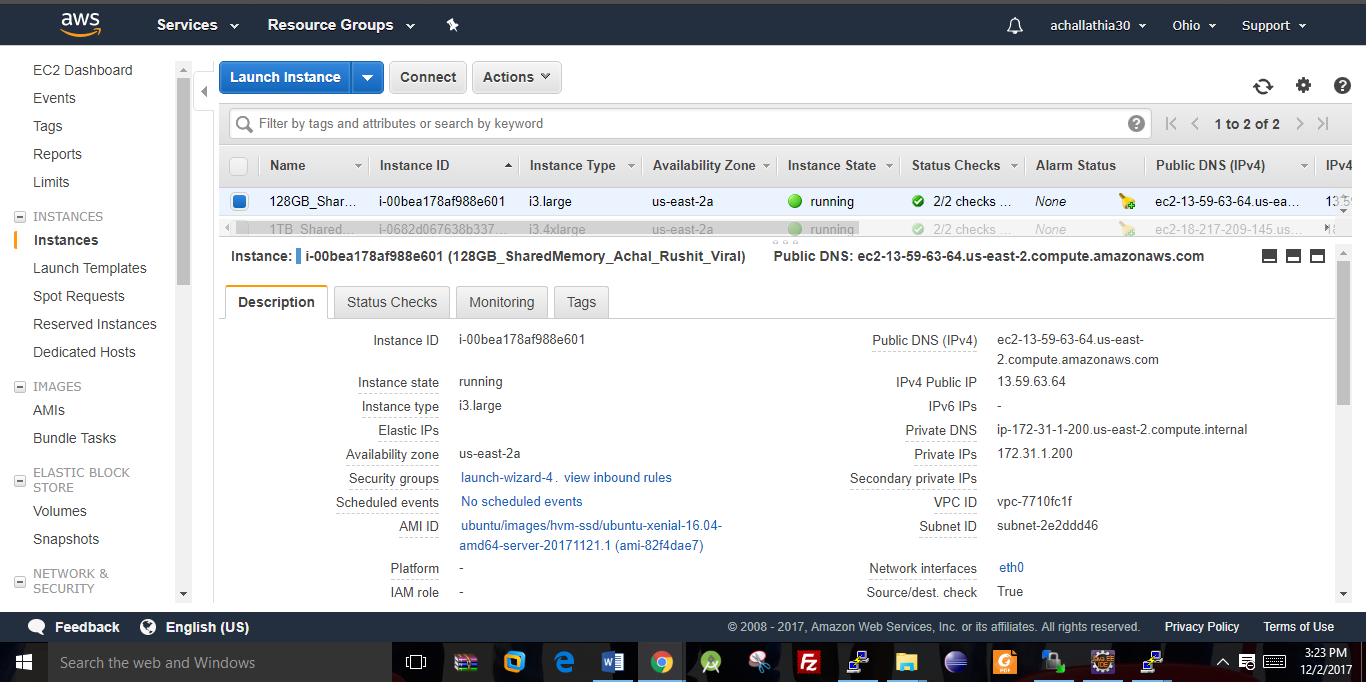 aws Services Resource Groups achallathia30 Ohio Support
EC2 Dashboard
Events
Tags
Reports
Limits
INSTANCES
Instances
Launch Templates
Spot Requests
Reserved Instances
Dedicated Hosts
IMAGES
AMIs
Bundle Tasks
ELASTIC BLOCK
STORE
Volumes
Snapshots
NETWORK &
SECURITY
Launch Instance Connect Actions
Filter by tags and attributes or search by keyword 1 to 2 of 2
Name Instance ID Instance Type Availability Zone Instance State Status Checks Alarm Status Public DNS (IPv4) IPv4
128GB_Shar... i-00bea178af988e601 i3.large us-east-2a running 2/2 checks ... None ec2-13-59-63-64.us-ea... 13.59
1TB_Shared... i-0682d067638b337... i3.4xlarge us-east-2a running 2/2 checks ... None ec2-18-217-209-145.us...
Instance: i-00bea178af988e601 (128GB_SharedMemory_Achal_Rushit_Viral) Public DNS: ec2-13-59-63-64.us-east-2.compute.amazonaws.com
Description Status Checks Monitoring Tags
Instance ID i-00bea178af988e601
Instance state running
Instance type i3.large
Elastic IPs
Availability zone us-east-2a
Security groups launch-wizard-4 . view inbound rules
Scheduled events No scheduled events
AMI ID ubuntu/images/hvm-ssd/ubuntu-xenial-16.04-
amd64-server-20171121.1 (ami-82f4dae7)
Platform -
IAM role -
Public DNS (IPv4) ec2-13-59-63-64.us-east-
2.compute.amazonaws.com
IPv4 Public IP 13.59.63.64
IPv6 IPs -
Private DNS ip-172-31-1-200.us-east-2.compute.internal
Private IPs 172.31.1.200
Secondary private IPs
VPC ID vpc-7710fc1f
Subnet ID subnet-2e2ddd46
Network interfaces eth0
Source/dest. check True
Feedback English (US) © 2008 - 2017, Amazon Web Services, Inc. or its affiliates. All rights reserved. Privacy Policy Terms of Use
Search the web and Windows
3:23 PM
12/2/2017